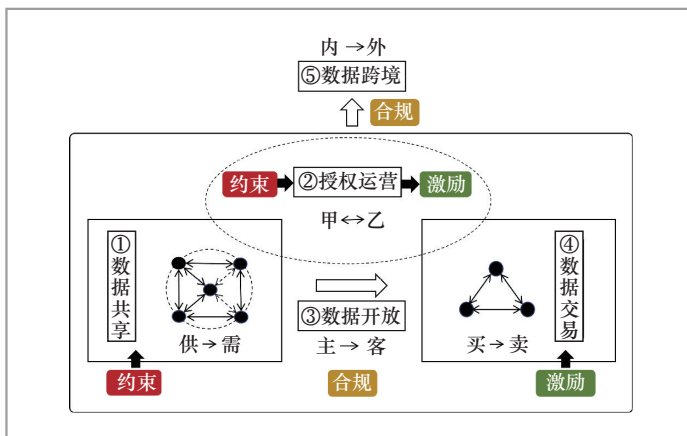 内→外
⑤数据跨境
合规
约束
②授权运营
激励
甲↔乙
①数据共享
供→需
约束
③数据开放
主→客
合规
④数据交易
买→卖
激励